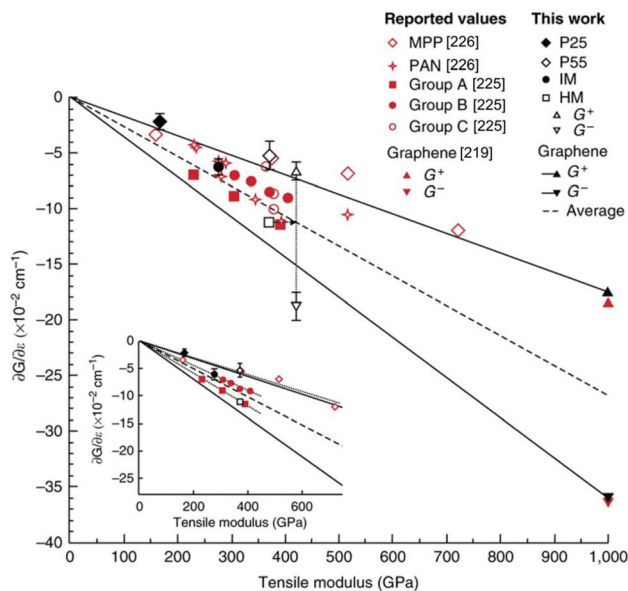 Reported values
MPP [226]
PAN [226]
Group A [225]
Group B [225]
Group C [225]
Graphene [219]
G⁺
G⁻
This work
P25
P55
IM
HM
G⁺
G⁻
Graphene
G⁺
G⁻
Average
∂G/∂ε (×10⁻² cm⁻¹)
0
−5
−10
−15
−20
−25
−30
−35
−40
0
100
200
300
400
500
600
700
800
900
1,000
Tensile modulus (GPa)
∂G/∂ε (×10⁻² cm⁻¹)
0
−5
−10
−15
−20
−25
0
200
400
600
Tensile modulus (GPa)